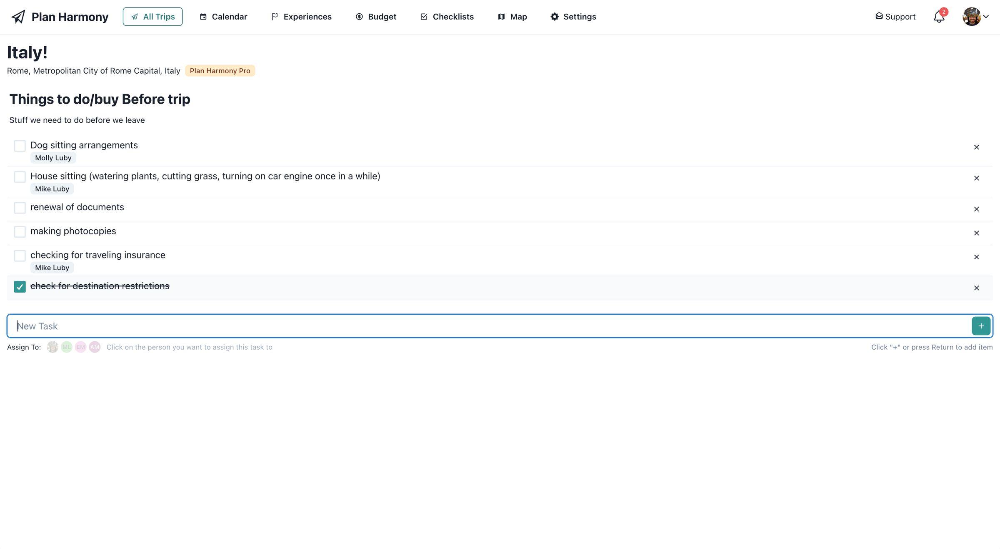 Plan Harmony
All Trips
Calendar
Experiences
Budget
Checklists
Map
Settings
Support
2
Italy!
Rome, Metropolitan City of Rome Capital, Italy Plan Harmony Pro
Things to do/buy Before trip
Stuff we need to do before we leave
Dog sitting arrangements
Molly Luby
House sitting (watering plants, cutting grass, turning on car engine once in a while)
Mike Luby
renewal of documents
making photocopies
checking for traveling insurance
Mike Luby
check for destination restrictions
New Task
Assign To: ML EM AM Click on the person you want to assign this task to
Click "+" or press Return to add item